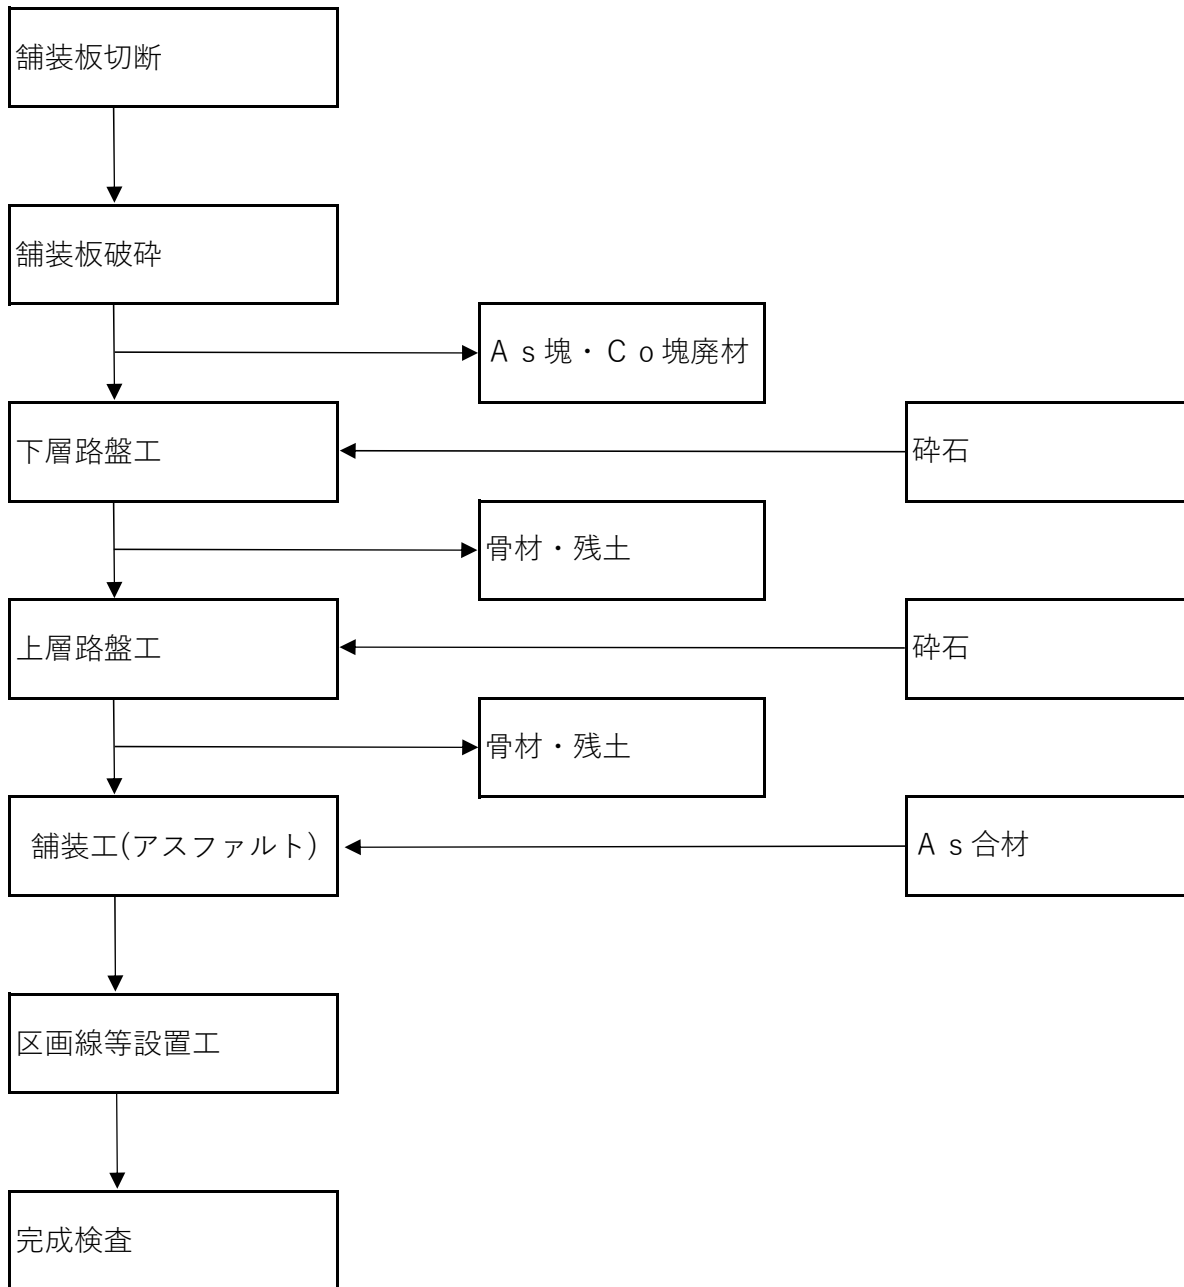 舗装板切断
舗装板破砕
Ａｓ塊・Ｃｏ塊廃材
下層路盤工
砕石
骨材・残土
上層路盤工
砕石
骨材・残土
舗装工(アスファルト)
Ａｓ合材
区画線等設置工
完成検査